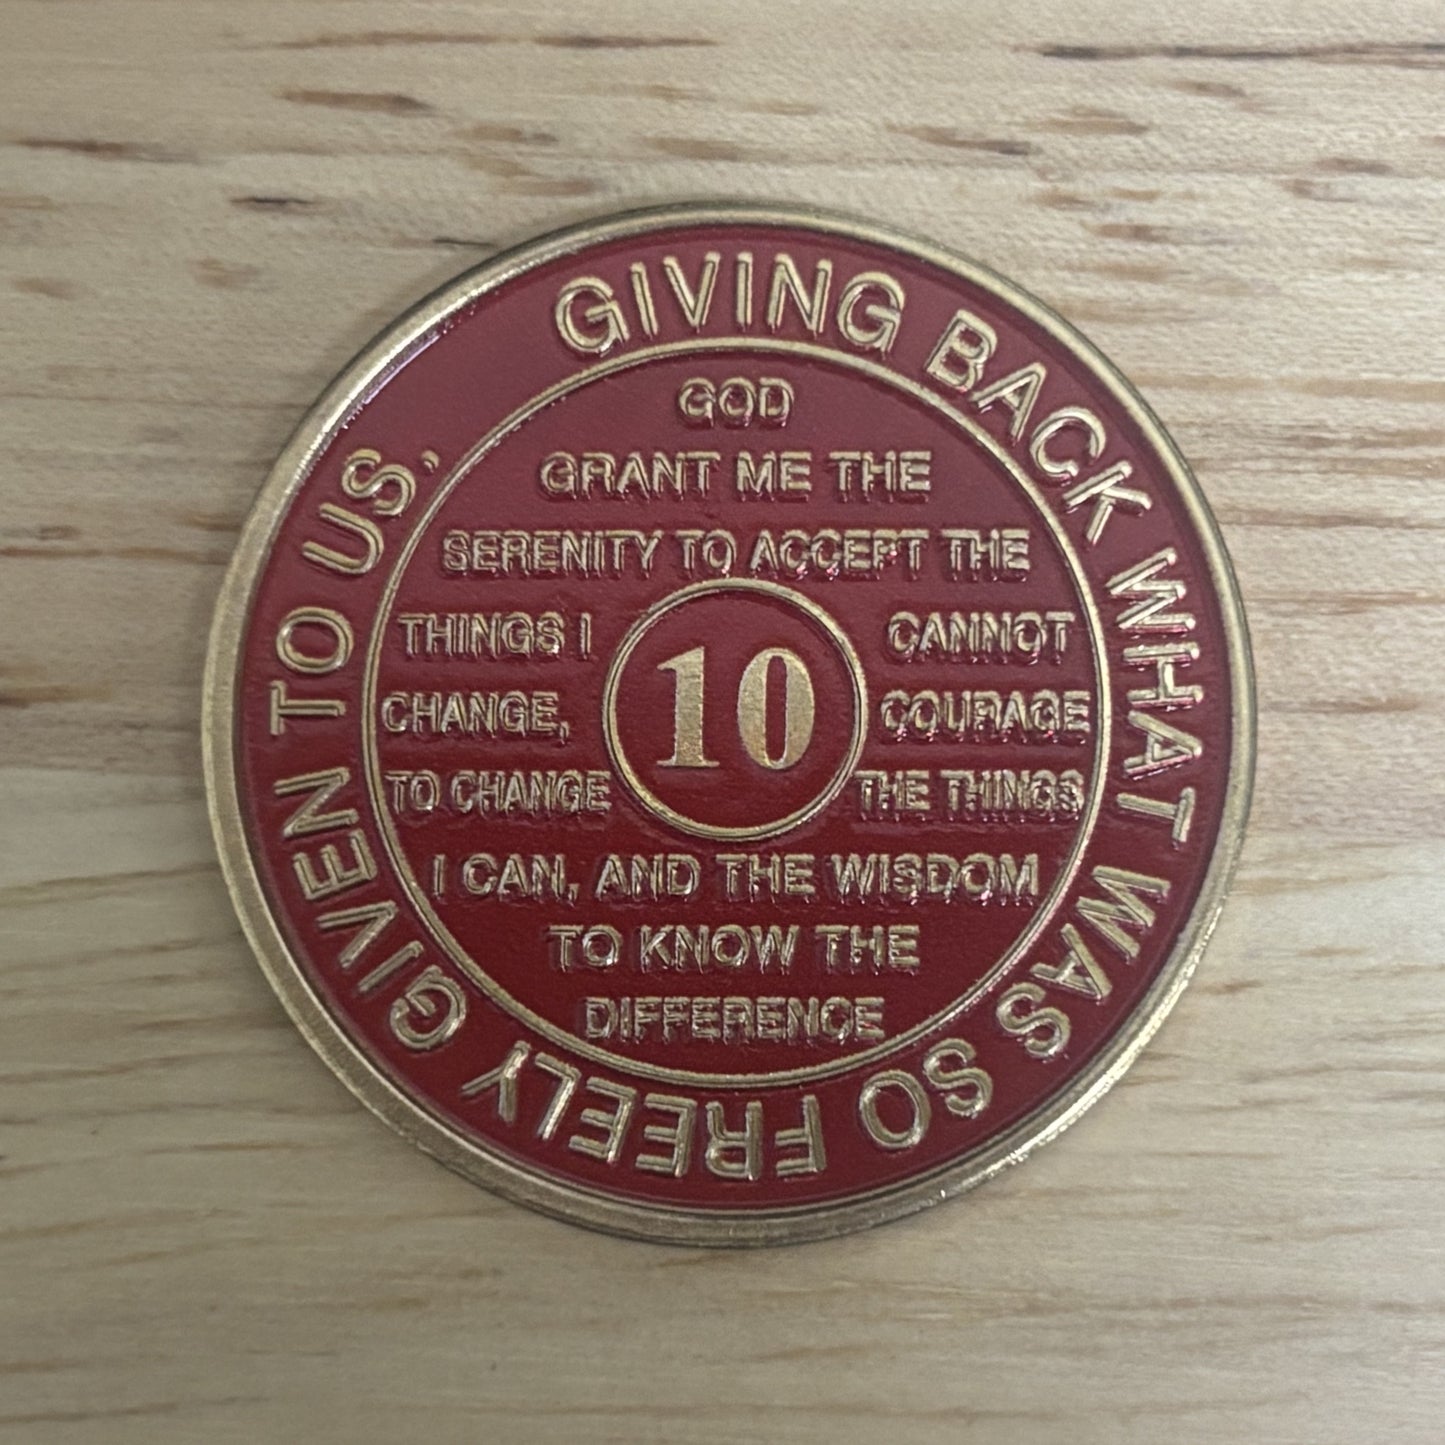 GIVING BACK WHAT WAS SO FREELY GIVEN TO US,
GOD
GRANT ME THE
SERENITY TO ACCEPT THE
THINGS I CANNOT
CHANGE, COURAGE
TO CHANGE THE THINGS
I CAN, AND THE WISDOM
TO KNOW THE
DIFFERENCE
10